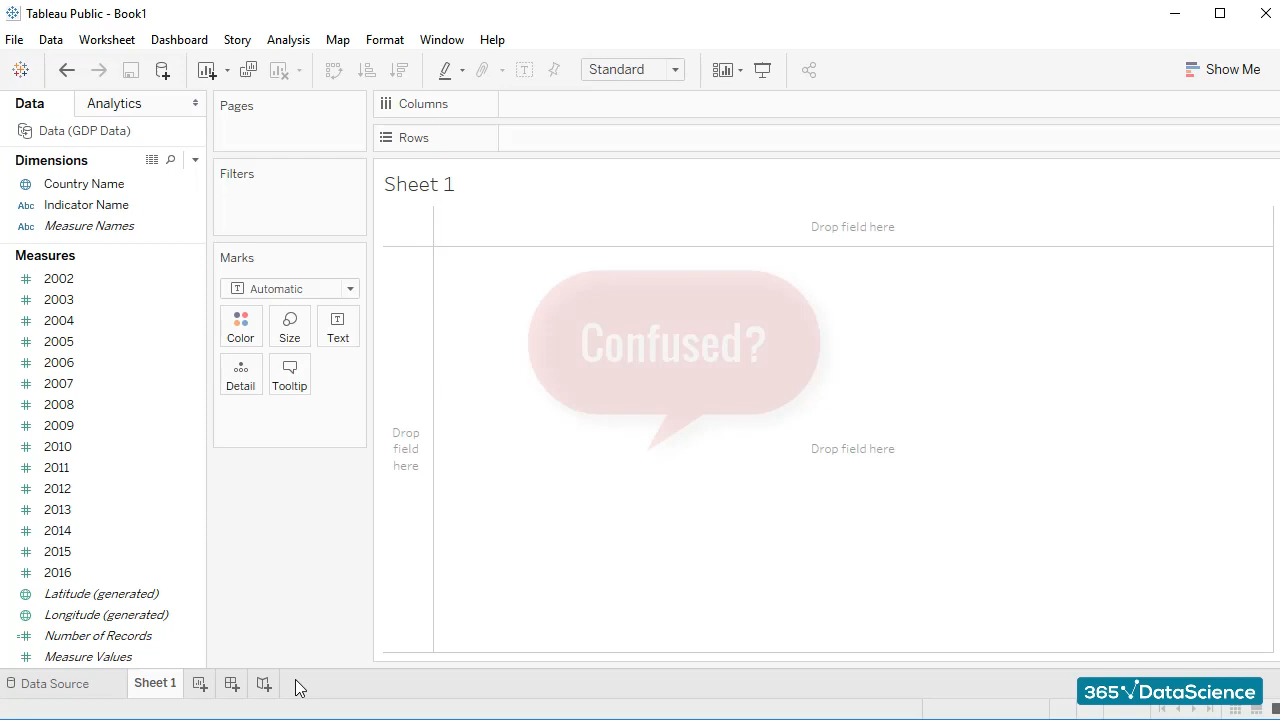 Tableau Public - Book1
File Data Worksheet Dashboard Story Analysis Map Format Window Help
Standard
Show Me
Data Analytics
Data (GDP Data)
Dimensions
Country Name
Abc Indicator Name
Abc Measure Names
Measures
2002
2003
2004
2005
2006
2007
2008
2009
2010
2011
2012
2013
2014
2015
2016
Latitude (generated)
Longitude (generated)
Number of Records
Measure Values
Pages
Filters
Marks
Automatic
Color Size Text
Detail Tooltip
Columns
Rows
Sheet 1
Drop field here
Confused?
Drop
field
here
Drop field here
Data Source Sheet 1
365 DataScience